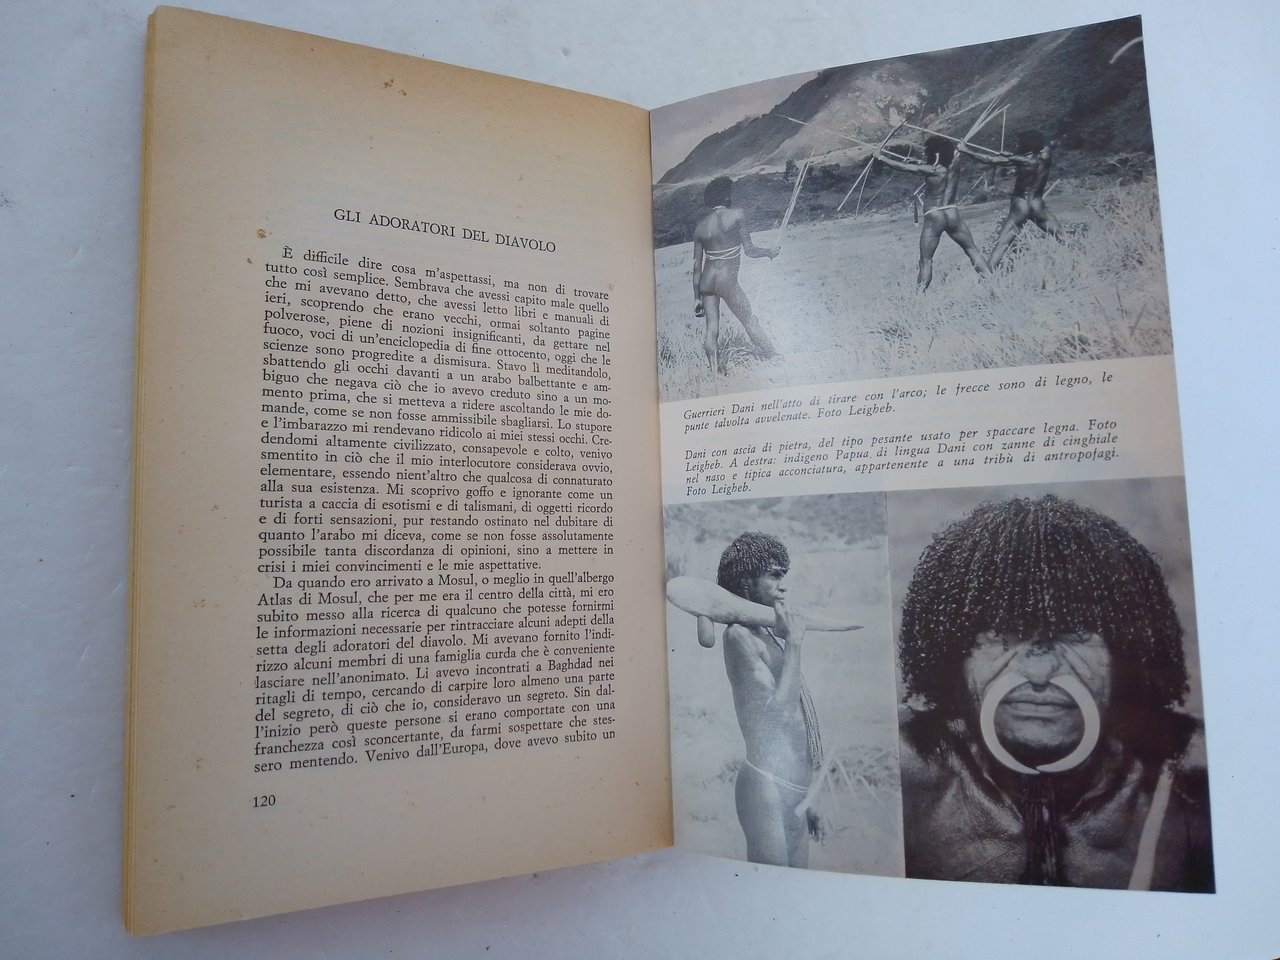 GLI ADORATORI DEL DIAVOLO
È difficile dire cosa m'aspettassi, ma non di trovare
tutto così semplice. Sembrava che avessi capito male quello
che mi avevano detto, che avessi letto libri e manuali di
ieri, scoprendo che erano vecchi, ormai soltanto pagine
polverose, piene di nozioni insignificanti, da gettare nel
fuoco, voci di un'enciclopedia di fine ottocento, oggi che le
scienze sono progredite a dismisura. Stavo lì meditandolo,
sbattendo gli occhi davanti a un arabo balbettante e am-
biguo che negava ciò che io avevo creduto sino a un mo-
mento prima, che si metteva a ridere ascoltando le mie do-
mande, come se non fosse ammissibile sbagliarsi. Lo stupore
e l'imbarazzo mi rendevano ridicolo ai miei stessi occhi. Cre-
dendomi altamente civilizzato, consapevole e colto, venivo
smentito in ciò che il mio interlocutore considerava ovvio,
elementare, essendo nient'altro che qualcosa di connaturato
alla sua esistenza. Mi scoprivo goffo e ignorante come un
turista a caccia di esotismi e di talismani, di oggetti ricordo
e di forti sensazioni, pur restando ostinato nel dubitare di
quanto l'arabo mi diceva, come se non fosse assolutamente
possibile tanta discordanza di opinioni, sino a mettere in
crisi i miei convincimenti e le mie aspettative.
Da quando ero arrivato a Mosul, o meglio in quell'albergo
Atlas di Mosul, che per me era il centro della città, mi ero
subito messo alla ricerca di qualcuno che potesse fornirmi
le informazioni necessarie per rintracciare alcuni adepti della
setta degli adoratori del diavolo. Mi avevano fornito l'indi-
rizzo alcuni membri di una famiglia curda che è conveniente
lasciare nell'anonimato. Li avevo incontrati a Baghdad nei
ritagli di tempo, cercando di carpire loro almeno una parte
del segreto, di ciò che io, consideravo un segreto. Sin dal-
l'inizio però queste persone si erano comportate con una
franchezza così sconcertante, da farmi sospettare che stes-
sero mentendo. Venivo dall'Europa, dove avevo subito un
120
Guerrieri Dani nell'atto di tirare con l'arco; le frecce sono di legno, le
punte talvolta avvelenate. Foto Leigheb.
Dani con ascia di pietra, del tipo pesante usato per spaccare legna. Foto
Leigheb. A destra: indigeno Papua di lingua Dani con zanne di cinghiale
nel naso e tipica acconciatura, appartenente a una tribù di antropofagi.
Foto Leigheb.